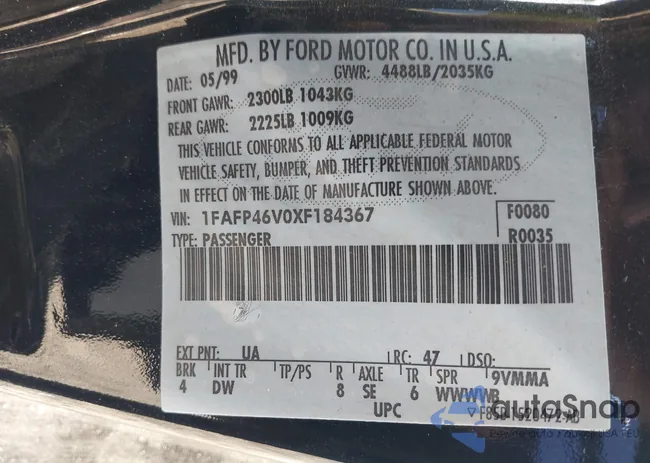 MFD. BY FORD MOTOR CO. IN U.S.A.
DATE: 05/99 GVWR: 4488LB/2035KG
FRONT GAWR: 2300LB 1043KG
REAR GAWR: 2225LB 1009KG
THIS VEHICLE CONFORMS TO ALL APPLICABLE FEDERAL MOTOR
VEHICLE SAFETY, BUMPER, AND THEFT PREVENTION STANDARDS
IN EFFECT ON THE DATE OF MANUFACTURE SHOWN ABOVE.
VIN: 1FAFP46V0XF184367 F0080
TYPE: PASSENGER R0035
EXT PNT: UA RC: 47 DSO:
BRK INT TR TP/PS R AXLE TR SPR 9VMMA
4 DW 8 SE 6 WWWWB
UPC
AutoSnap